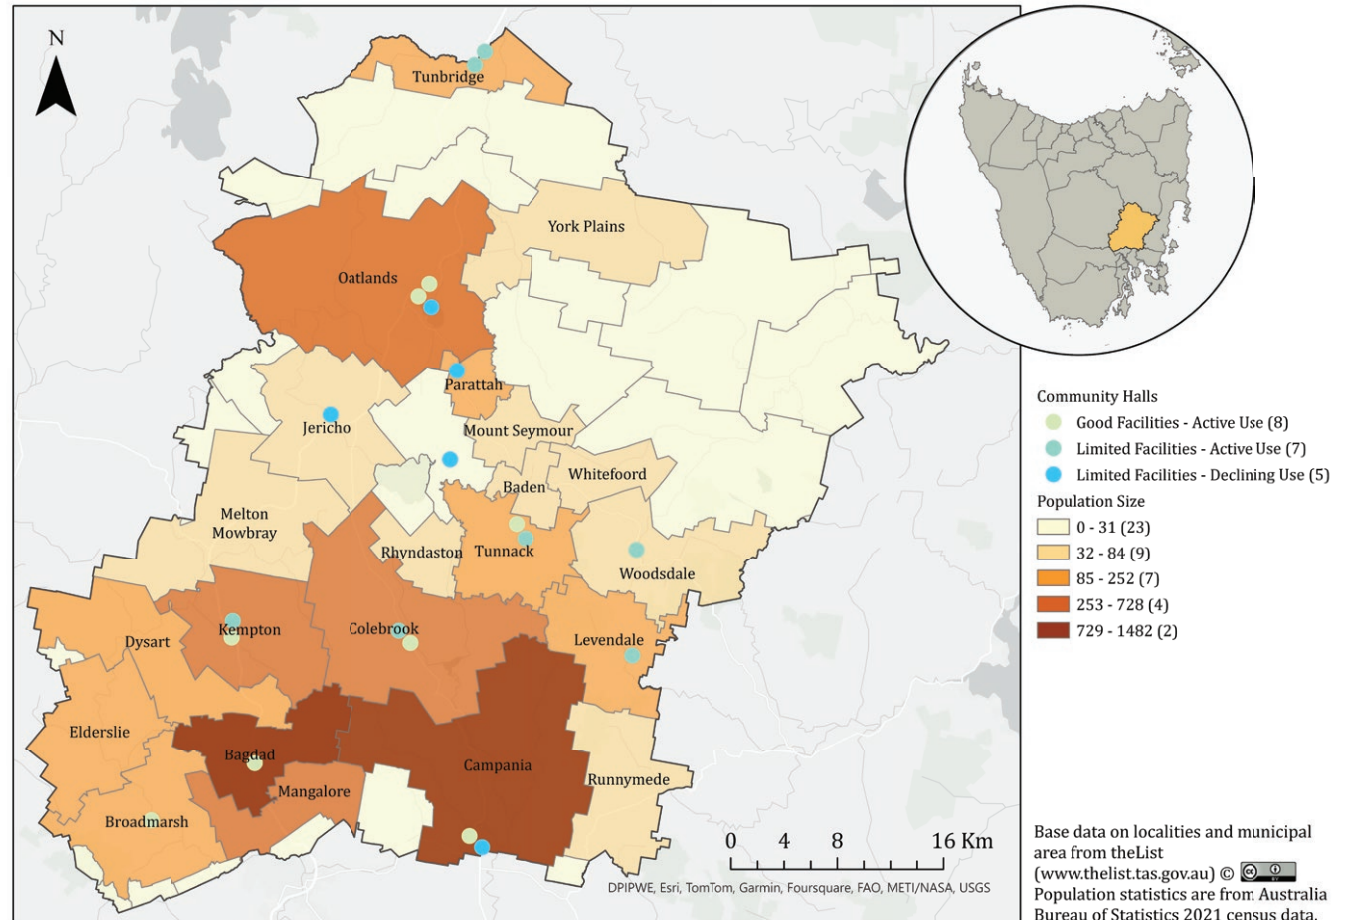 N
Tunbridge
York Plains
Oatlands
Parattah
Jericho
Mount Seymour
Whitefoord
Baden
Melton
Mowbray
Rhyndaston
Tunnack
Woodsdale
Kempton
Colebrook
Levendale
Dysart
Elderslie
Bagdad
Campania
Runnymede
Mangalore
Broadmarsh
0 4 8 16 Km
DPIPWE, Esri, TomTom, Garmin, Foursquare, FAO, METI/NASA, USGS
Community Halls
Good Facilities - Active Use (8)
Limited Facilities - Active Use (7)
Limited Facilities - Declining Use (5)
Population Size
0 - 31 (23)
32 - 84 (9)
85 - 252 (7)
253 - 728 (4)
729 - 1482 (2)
Base data on localities and municipal
area from theList
(www.thelist.tas.gov.au) © CC BY
Population statistics are from Australia
Bureau of Statistics 2021 census data.